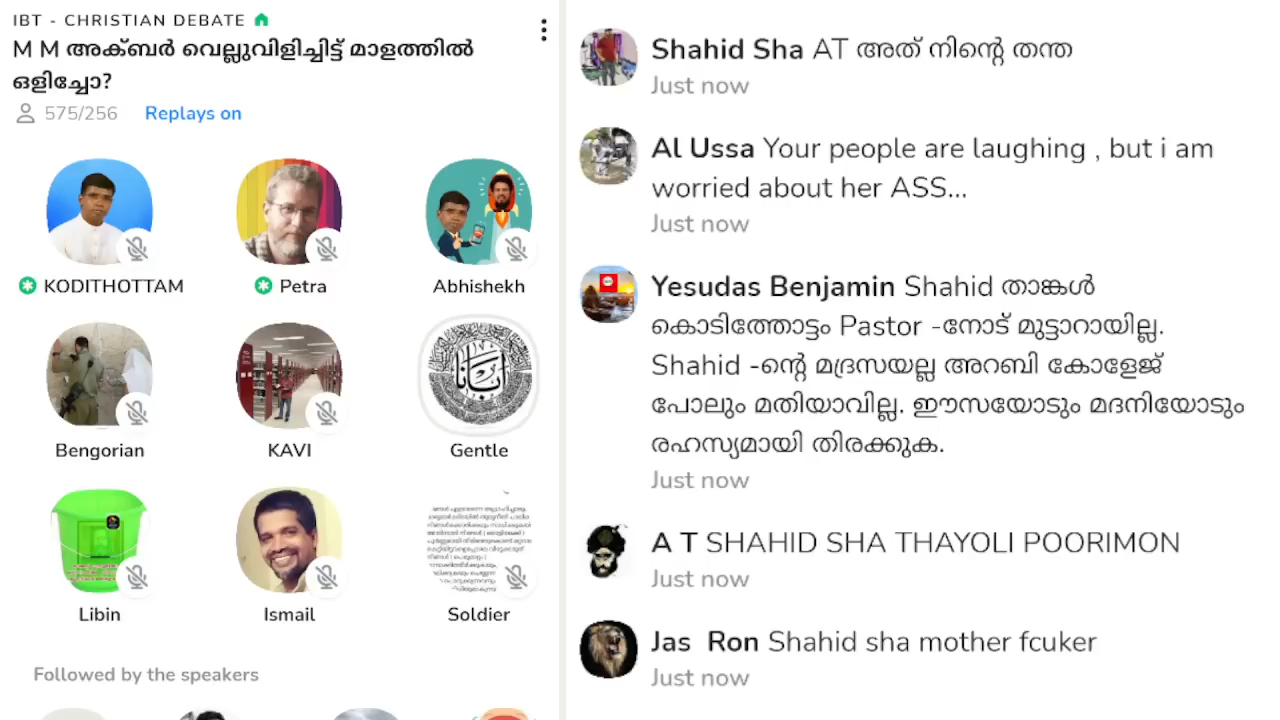 IBT - CHRISTIAN DEBATE
M M അക്ബർ വെല്ലുവിളിച്ചിട്ട് മാളത്തിൽ
ഒളിച്ചോ?
575/256 Replays on
KODITHOTTAM Petra Abhishekh
Bengorian KAVI Gentle
Libin Ismail Soldier
Followed by the speakers
Shahid Sha AT അത് നിന്റെ തന്ത
Just now
Al Ussa Your people are laughing , but i am
worried about her ASS...
Just now
Yesudas Benjamin Shahid താങ്കൾ
കൊടിത്തോട്ടം Pastor -നോട് മുട്ടാറായില്ല.
Shahid -ന്റെ മദ്രസയല്ല അറബി കോളേജ്
പോലും മതിയാവില്ല. ഈസയോടും മദനിയോടും
രഹസ്യമായി തിരക്കുക.
Just now
A T SHAHID SHA THAYOLI POORIMON
Just now
Jas Ron Shahid sha mother fcuker
Just now